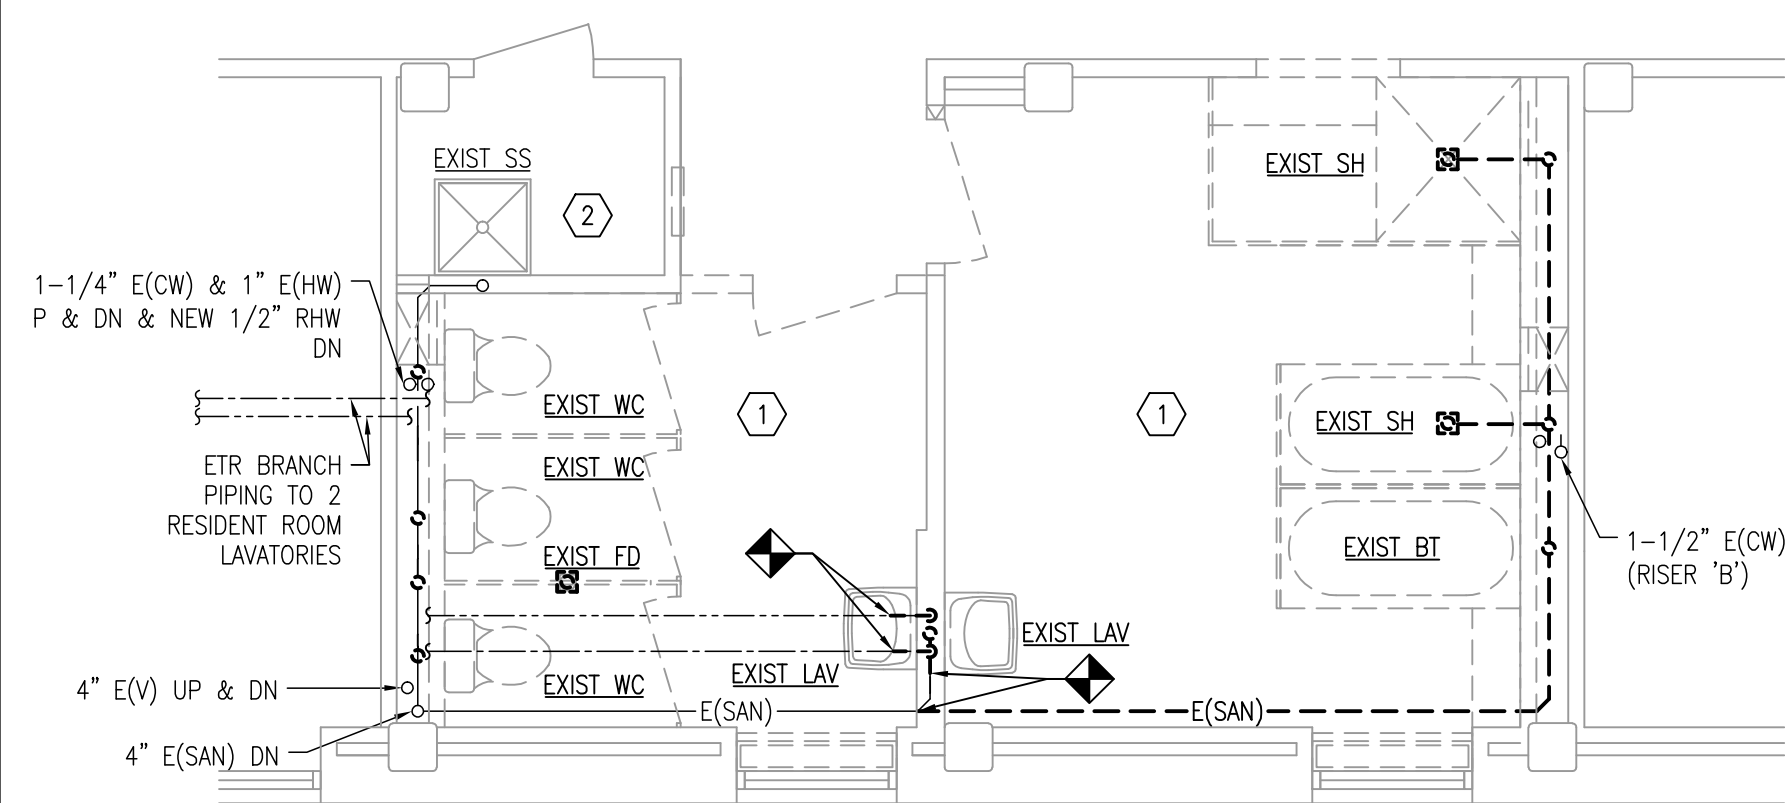 EXIST SS
EXIST SH
2
1-1/4" E(CW) & 1" E(HW)
P & DN & NEW 1/2" RHW
DN
EXIST WC
1
1
EXIST SH
ETR BRANCH
PIPING TO 2
RESIDENT ROOM
LAVATORIES
EXIST WC
EXIST FD
EXIST BT
1-1/2" E(CW)
(RISER 'B')
EXIST LAV
EXIST LAV
EXIST WC
4" E(V) UP & DN
E(SAN)
E(SAN)
4" E(SAN) DN